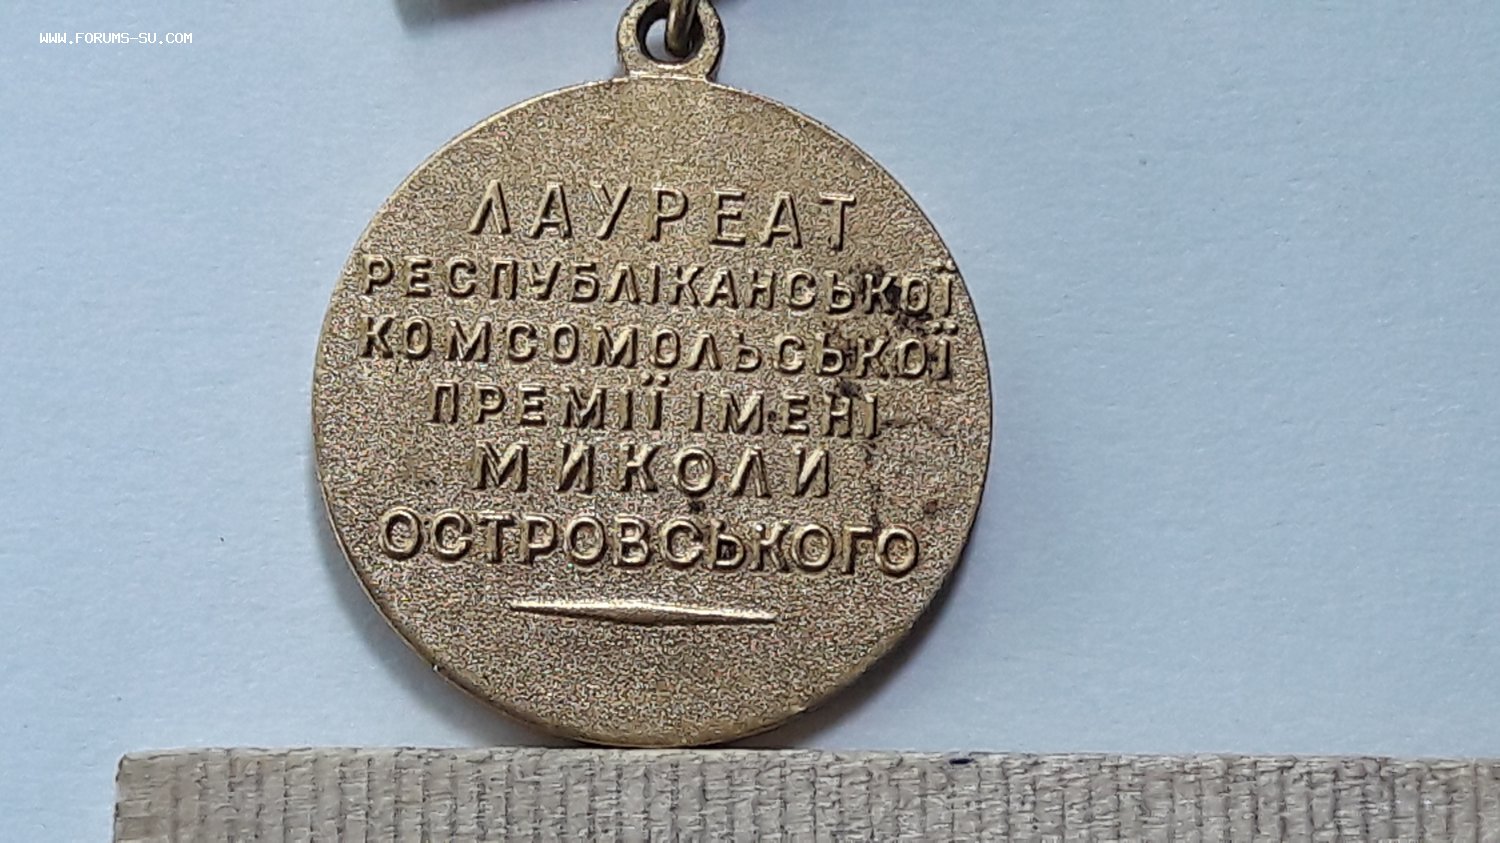 WWW.FORUMS-SU.COM
ЛАУРЕАТ
РЕСПУБЛІКАНСЬКОЇ
КОМСОМОЛЬСЬКОЇ
ПРЕМІЇ ІМЕНІ
МИКОЛИ
ОСТРОВСЬКОГО